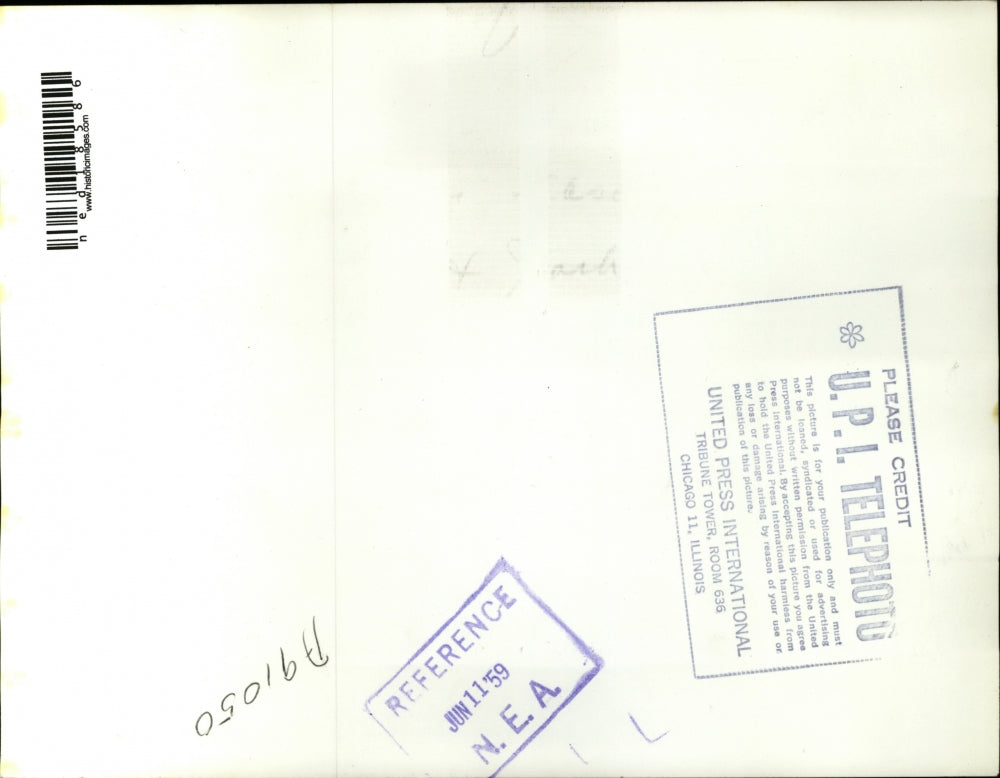 ned18586
www.historicimages.com
PLEASE CREDIT
U.P.I. TELEPHOTO
This picture is for your publication only and must
not be loaned, syndicated or used for advertising
purposes without written permission from the United
Press International. By accepting this picture you agree
to hold the United Press International harmless from
any loss or damage arising by reason of your use or
publication of this picture.
UNITED PRESS INTERNATIONAL
TRIBUNE TOWER, ROOM 636
CHICAGO 11, ILLINOIS
REFERENCE
JUN 11 '59
N. E. A.
A91050